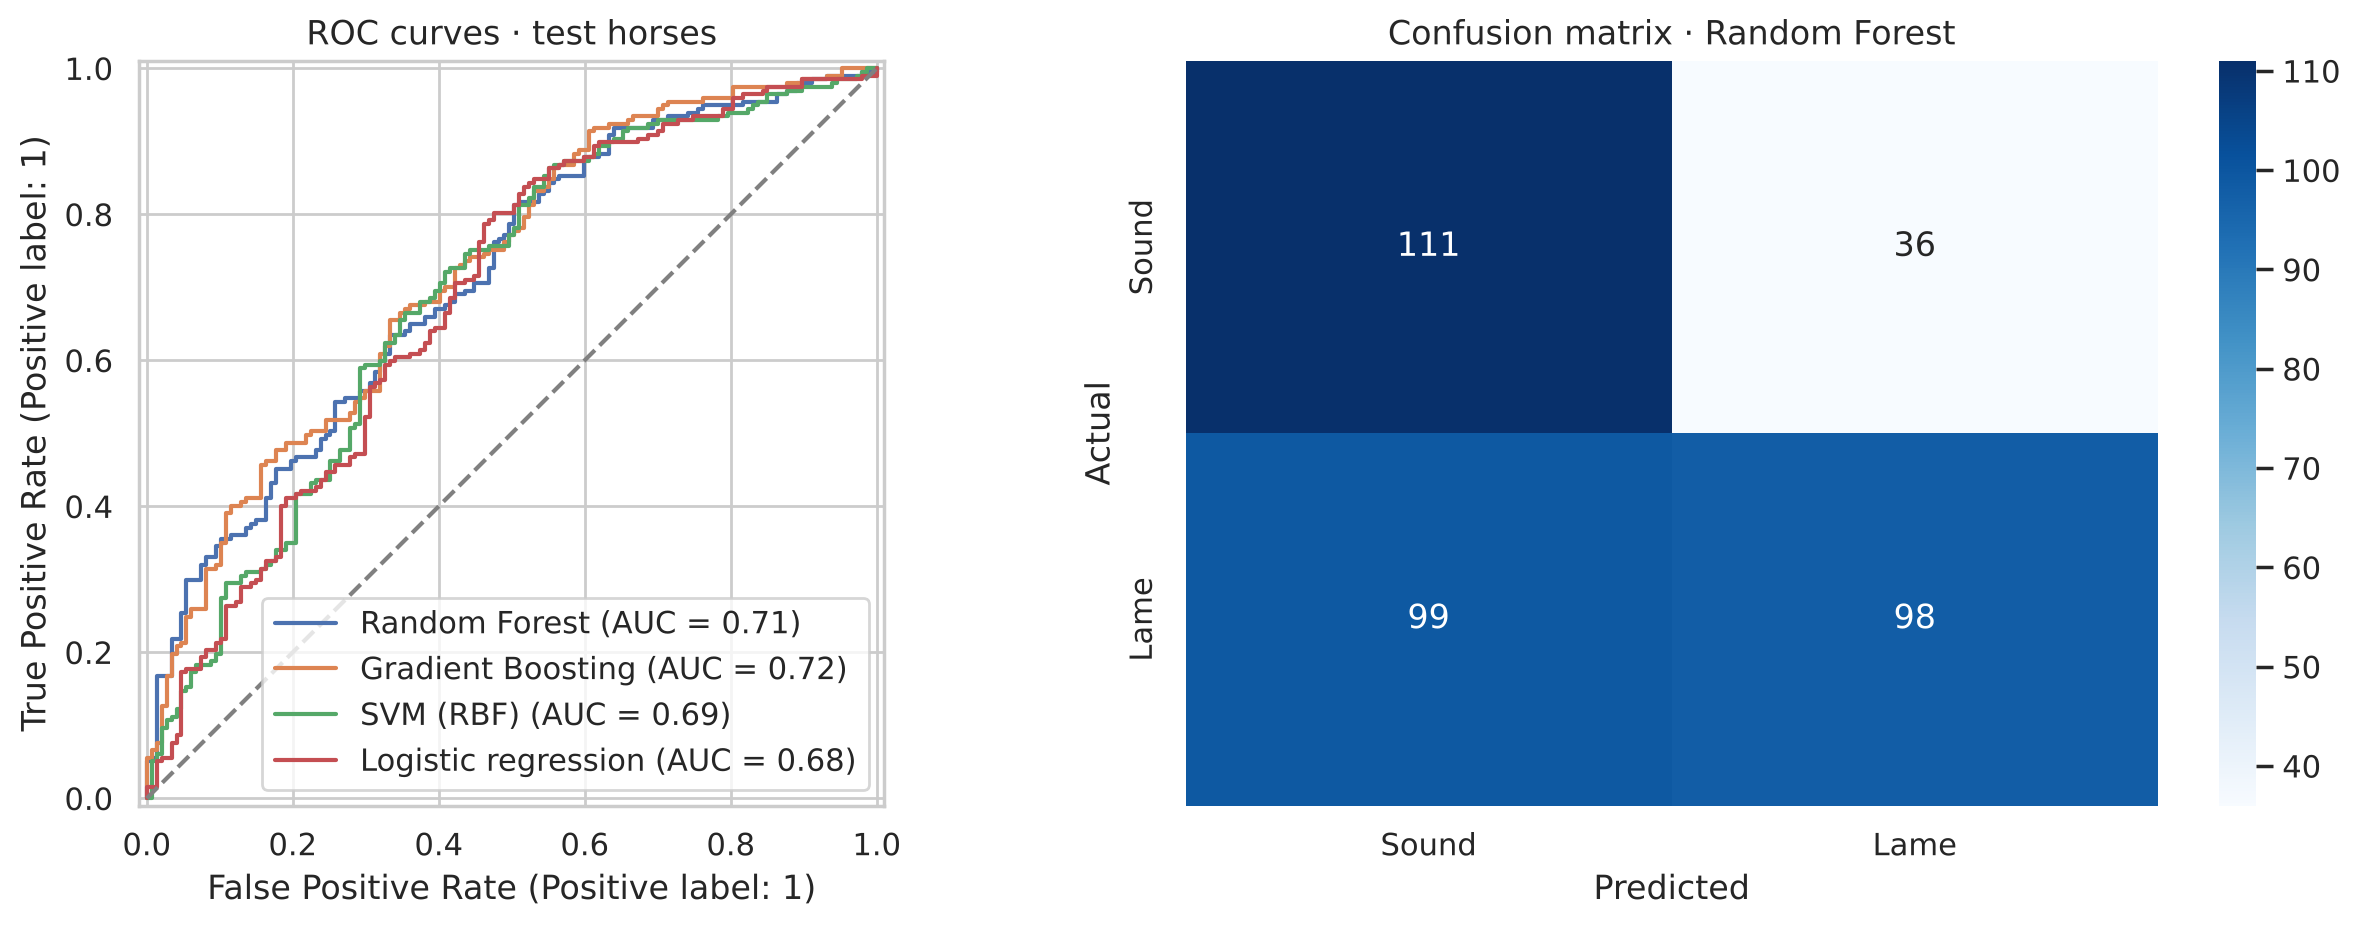 ROC curves · test horses
True Positive Rate (Positive label: 1)
1.0
0.8
0.6
0.4
0.2
0.0
0.0 0.2 0.4 0.6 0.8 1.0
False Positive Rate (Positive label: 1)
Random Forest (AUC = 0.71)
Gradient Boosting (AUC = 0.72)
SVM (RBF) (AUC = 0.69)
Logistic regression (AUC = 0.68)
Confusion matrix · Random Forest
Actual
Sound
Lame
111 36
99 98
Sound Lame
Predicted
110
100
90
80
70
60
50
40